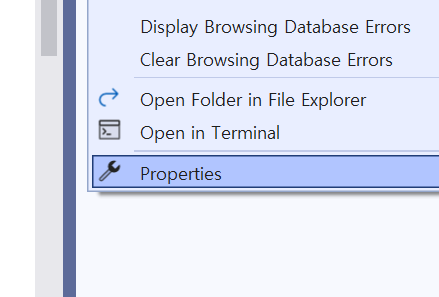 Display Browsing Database Errors
Clear Browsing Database Errors
Open Folder in File Explorer
Open in Terminal
Properties